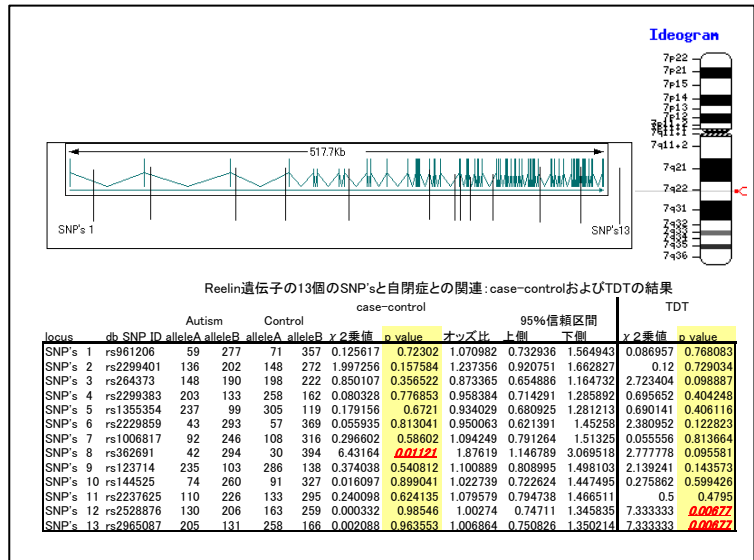 Ideogram
7p22
7p21
7p15
7p14
7p13
7p12
7p11.2
7q11.2
7q21
7q22
7q31
7q32
7q33
7q34
7q35
7q36
517.7Kb
SNP's 1
SNP's13
Reelin遺伝子の13個のSNP'sと自閉症との関連:case-controlおよびTDTの結果
case-control TDT
Autism Control 95%信頼区間
locus db SNP ID alleleA alleleB alleleA alleleB χ2乗値 p value オッズ比 上側 下側 χ2乗値 p value
SNP's 1 rs961206 59 277 71 357 0.125617 0.72302 1.070982 0.732936 1.564943 0.086957 0.768083
SNP's 2 rs2299401 136 202 148 272 1.997256 0.157584 1.237356 0.920751 1.662827 0.12 0.729034
SNP's 3 rs264373 148 190 198 222 0.850107 0.356522 0.873365 0.654886 1.164732 2.723404 0.098887
SNP's 4 rs2299383 203 133 258 162 0.080328 0.776853 0.958384 0.714291 1.285892 0.695652 0.404248
SNP's 5 rs1355354 237 99 305 119 0.179156 0.6721 0.934029 0.680925 1.281213 0.690141 0.406116
SNP's 6 rs2229859 43 293 57 369 0.055935 0.813041 0.950063 0.621391 1.45258 2.380952 0.122823
SNP's 7 rs1006817 92 246 108 316 0.296602 0.58602 1.094249 0.791264 1.51325 0.055556 0.813664
SNP's 8 rs362691 42 294 30 394 6.43164 0.01121 1.87619 1.146789 3.069518 2.777778 0.095581
SNP's 9 rs123714 235 103 286 138 0.374038 0.540812 1.100889 0.808995 1.498103 2.139241 0.143573
SNP's 10 rs144525 74 260 91 327 0.016097 0.899041 1.022739 0.722624 1.447495 0.275862 0.599426
SNP's 11 rs2237625 110 226 133 295 0.240098 0.624135 1.079579 0.794738 1.466511 0.5 0.4795
SNP's 12 rs2528876 130 206 163 259 0.000332 0.98546 1.00274 0.74711 1.345835 7.333333 0.00677
SNP's 13 rs2965087 205 131 258 166 0.002088 0.963553 1.006864 0.750826 1.350214 7.333333 0.00677